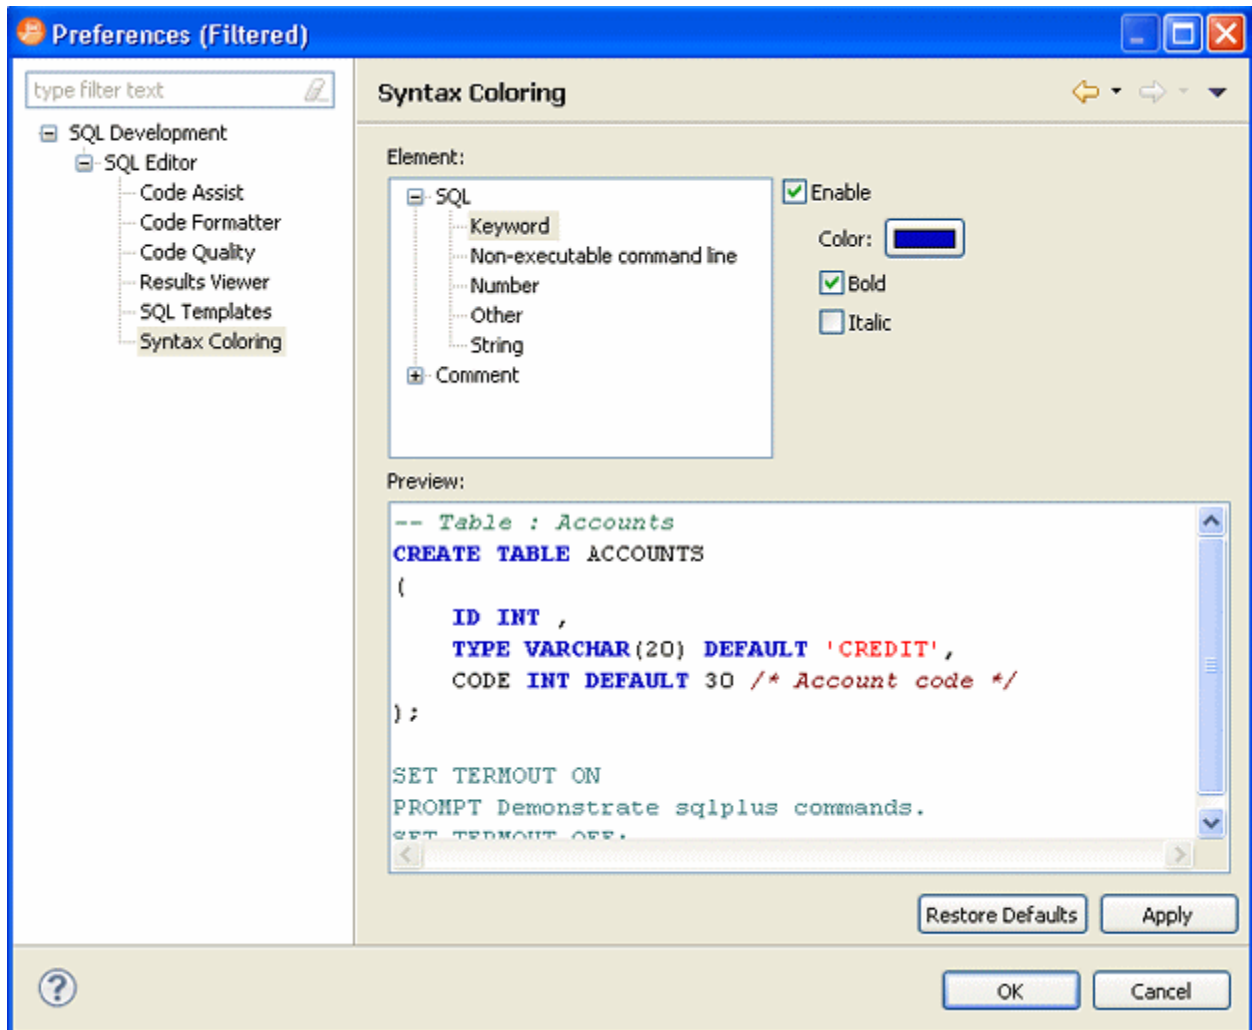 Preferences (Filtered)
type filter text
SQL Development
SQL Editor
Code Assist
Code Formatter
Code Quality
Results Viewer
SQL Templates
Syntax Coloring
Syntax Coloring
Element:
SQL
Keyword
Non-executable command line
Number
Other
String
Comment
Enable
Color:
Bold
Italic
Preview:
-- Table : Accounts
CREATE TABLE ACCOUNTS
(
ID INT ,
TYPE VARCHAR(20) DEFAULT 'CREDIT',
CODE INT DEFAULT 30 /* Account code */
);
SET TERMOUT ON
PROMPT Demonstrate sqlplus commands.
SET TERMOUT OFF;
Restore Defaults
Apply
?
OK
Cancel